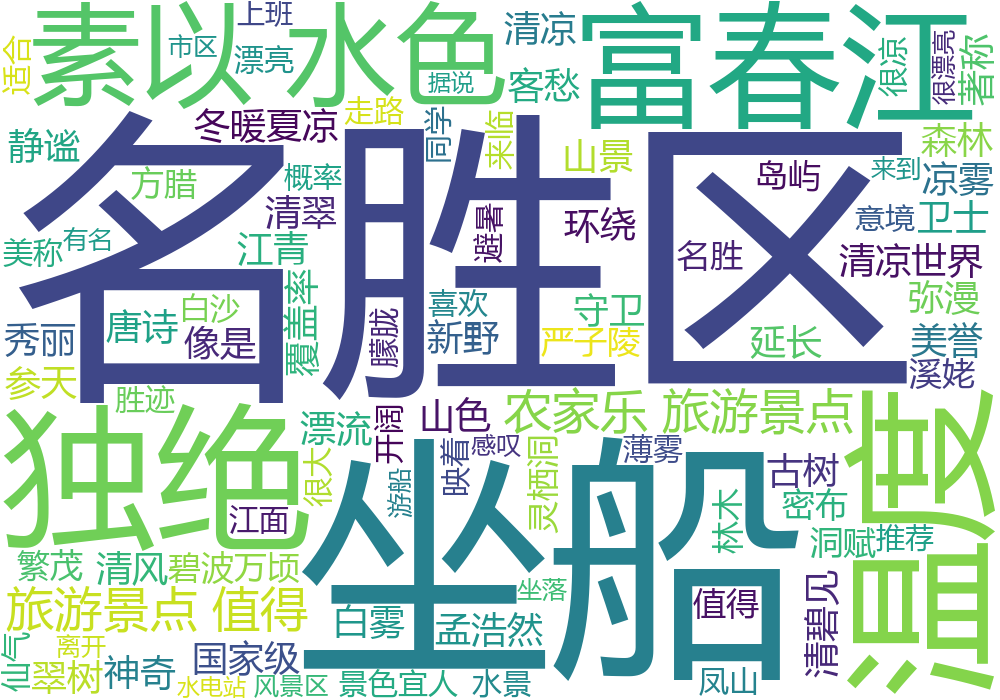 上班
素以
水色
清凉
富春江
适合
市区
漂亮
据说
客愁
很凉
很漂亮
著称
静谧
冬暖夏凉
走路
同学
来临
山景
森林
方腊
概率
名胜区
岛屿
来到
凉雾
美称
有名
清翠
江青
避暑
环绕
名胜
意境
卫士
清凉世界
秀丽
唐诗
白沙
像是
覆盖率
朦胧
喜欢
新野
守卫
严子陵
延长
弥漫
美誉
参天
胜迹
溪姥
独绝
漂流
开阔
山色
农家乐
旅游景点
温度
很大
游船
映着
感叹
灵栖洞
薄雾
古树
江面
坐船
林木
密布
洞赋
推荐
繁茂
清风
碧波万顷
坐落
值得
清碧见
旅游景点
值得
白雾
孟浩然
仙气
离开
翠树
神奇
国家级
水电站
风景区
景色宜人
水景
凤山